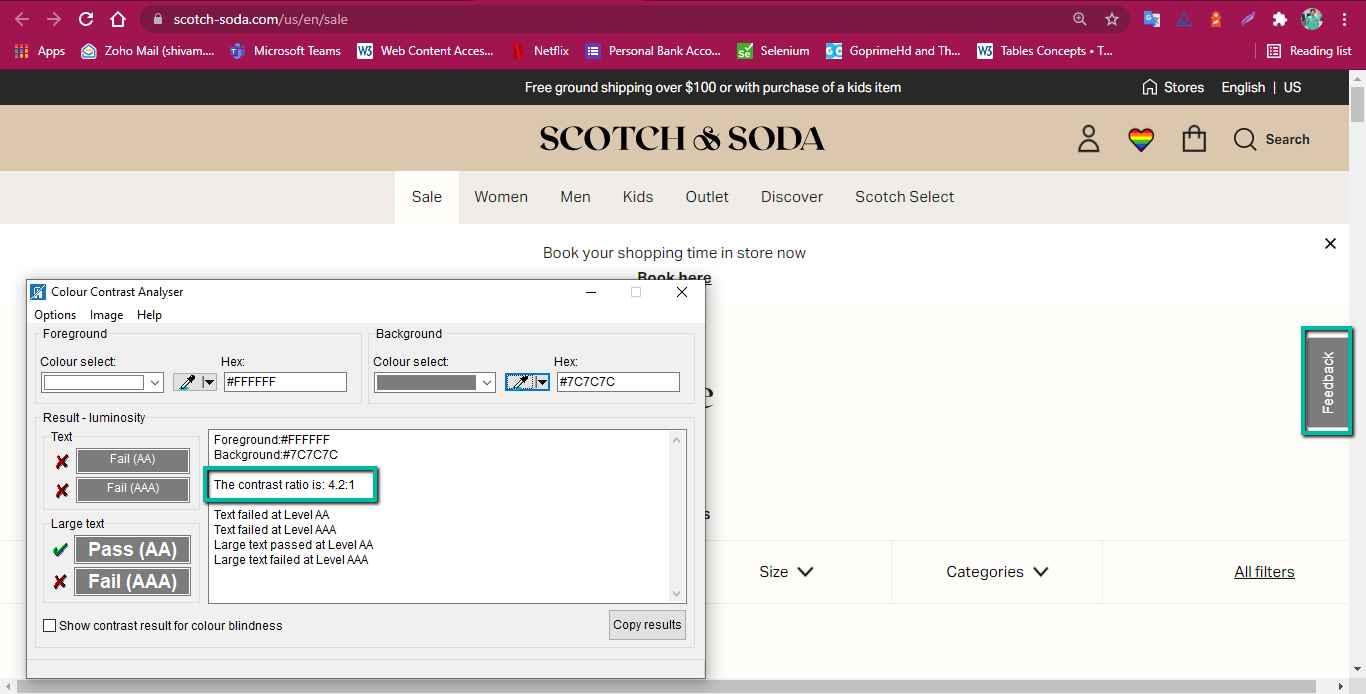 scotch-soda.com/us/en/sale
Apps Zoho Mail (shivam.... Microsoft Teams W3 Web Content Acces... Netflix Personal Bank Acco... Se Selenium GC GoprimeHd and Th... W3 Tables Concepts • T... Reading list
Free ground shipping over $100 or with purchase of a kids item Stores English | US
SCOTCH & SODA Search
Sale Women Men Kids Outlet Discover Scotch Select
Book your shopping time in store now
Book here
Colour Contrast Analyser
Options Image Help
Foreground Background
Colour select: Hex: Colour select: Hex:
#FFFFFF #7C7C7C
Feedback
Result - luminosity
Text
Fail (AA)
Fail (AAA)
Large text
Pass (AA)
Fail (AAA)
Foreground:#FFFFFF
Background:#7C7C7C
The contrast ratio is: 4.2:1
Text failed at Level AA
Text failed at Level AAA
Large text passed at Level AA
Large text failed at Level AAA
Show contrast result for colour blindness Copy results
Size Categories All filters